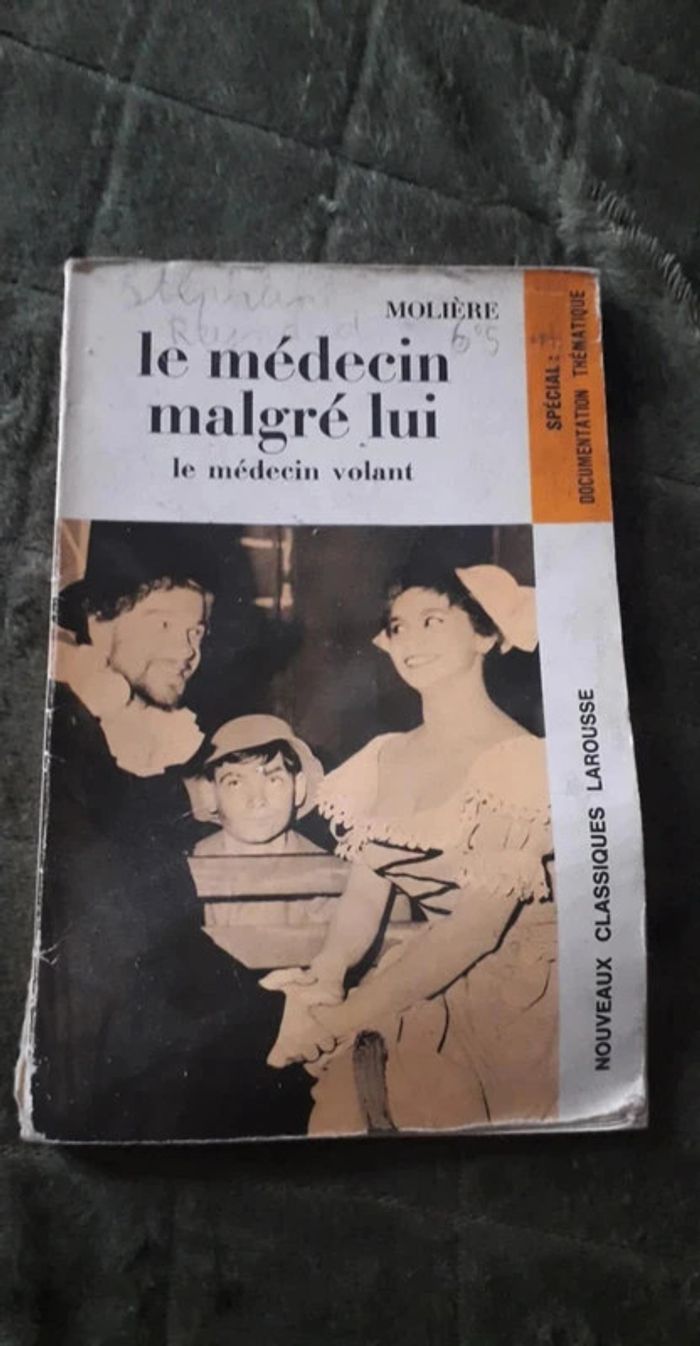 MOLIÈRE
le médecin
malgré lui
le médecin volant
SPÉCIAL :
DOCUMENTATION THÉMATIQUE
NOUVEAUX CLASSIQUES LAROUSSE